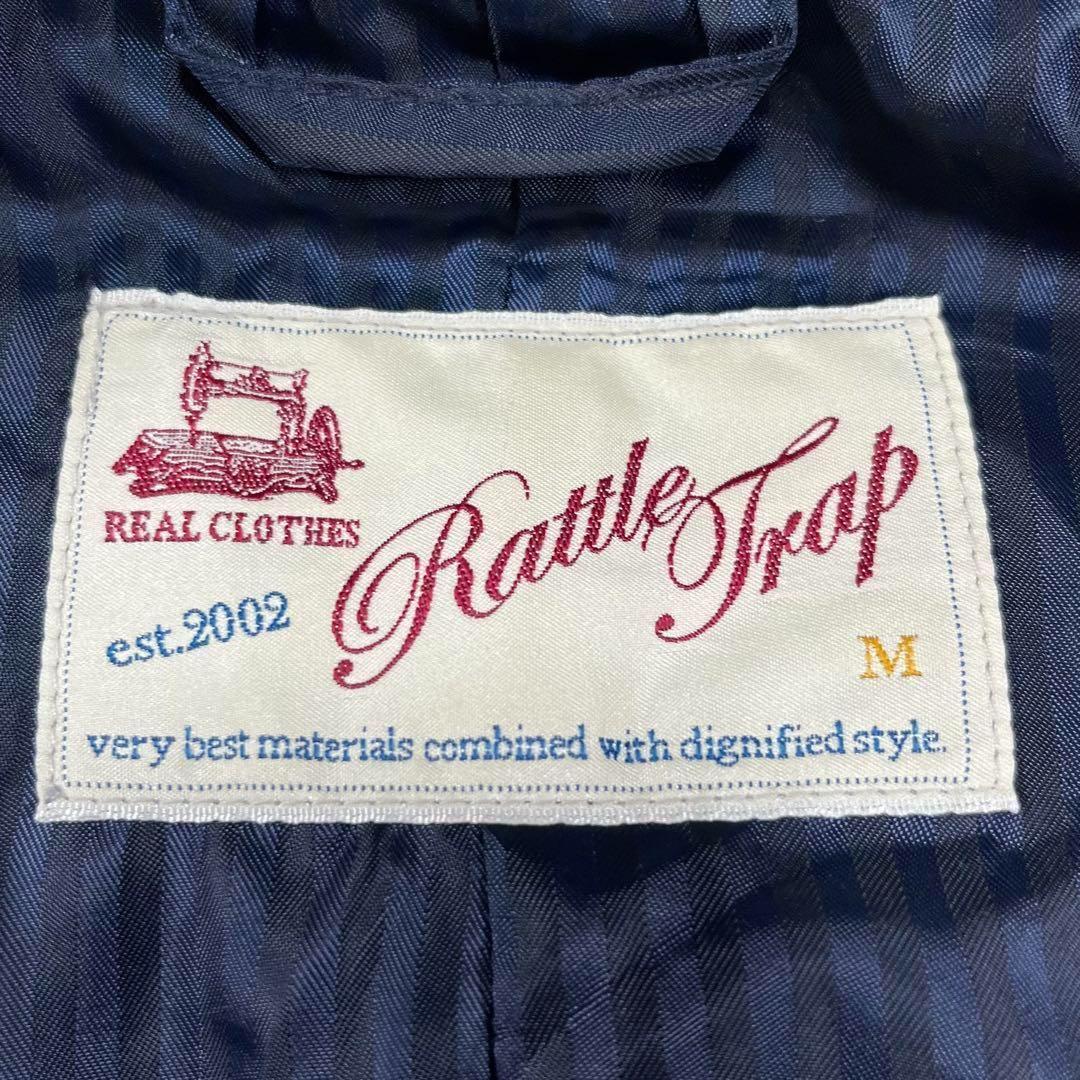 REAL CLOTHES
Rattle Trap
est.2002
M
very best materials combined with dignified style.